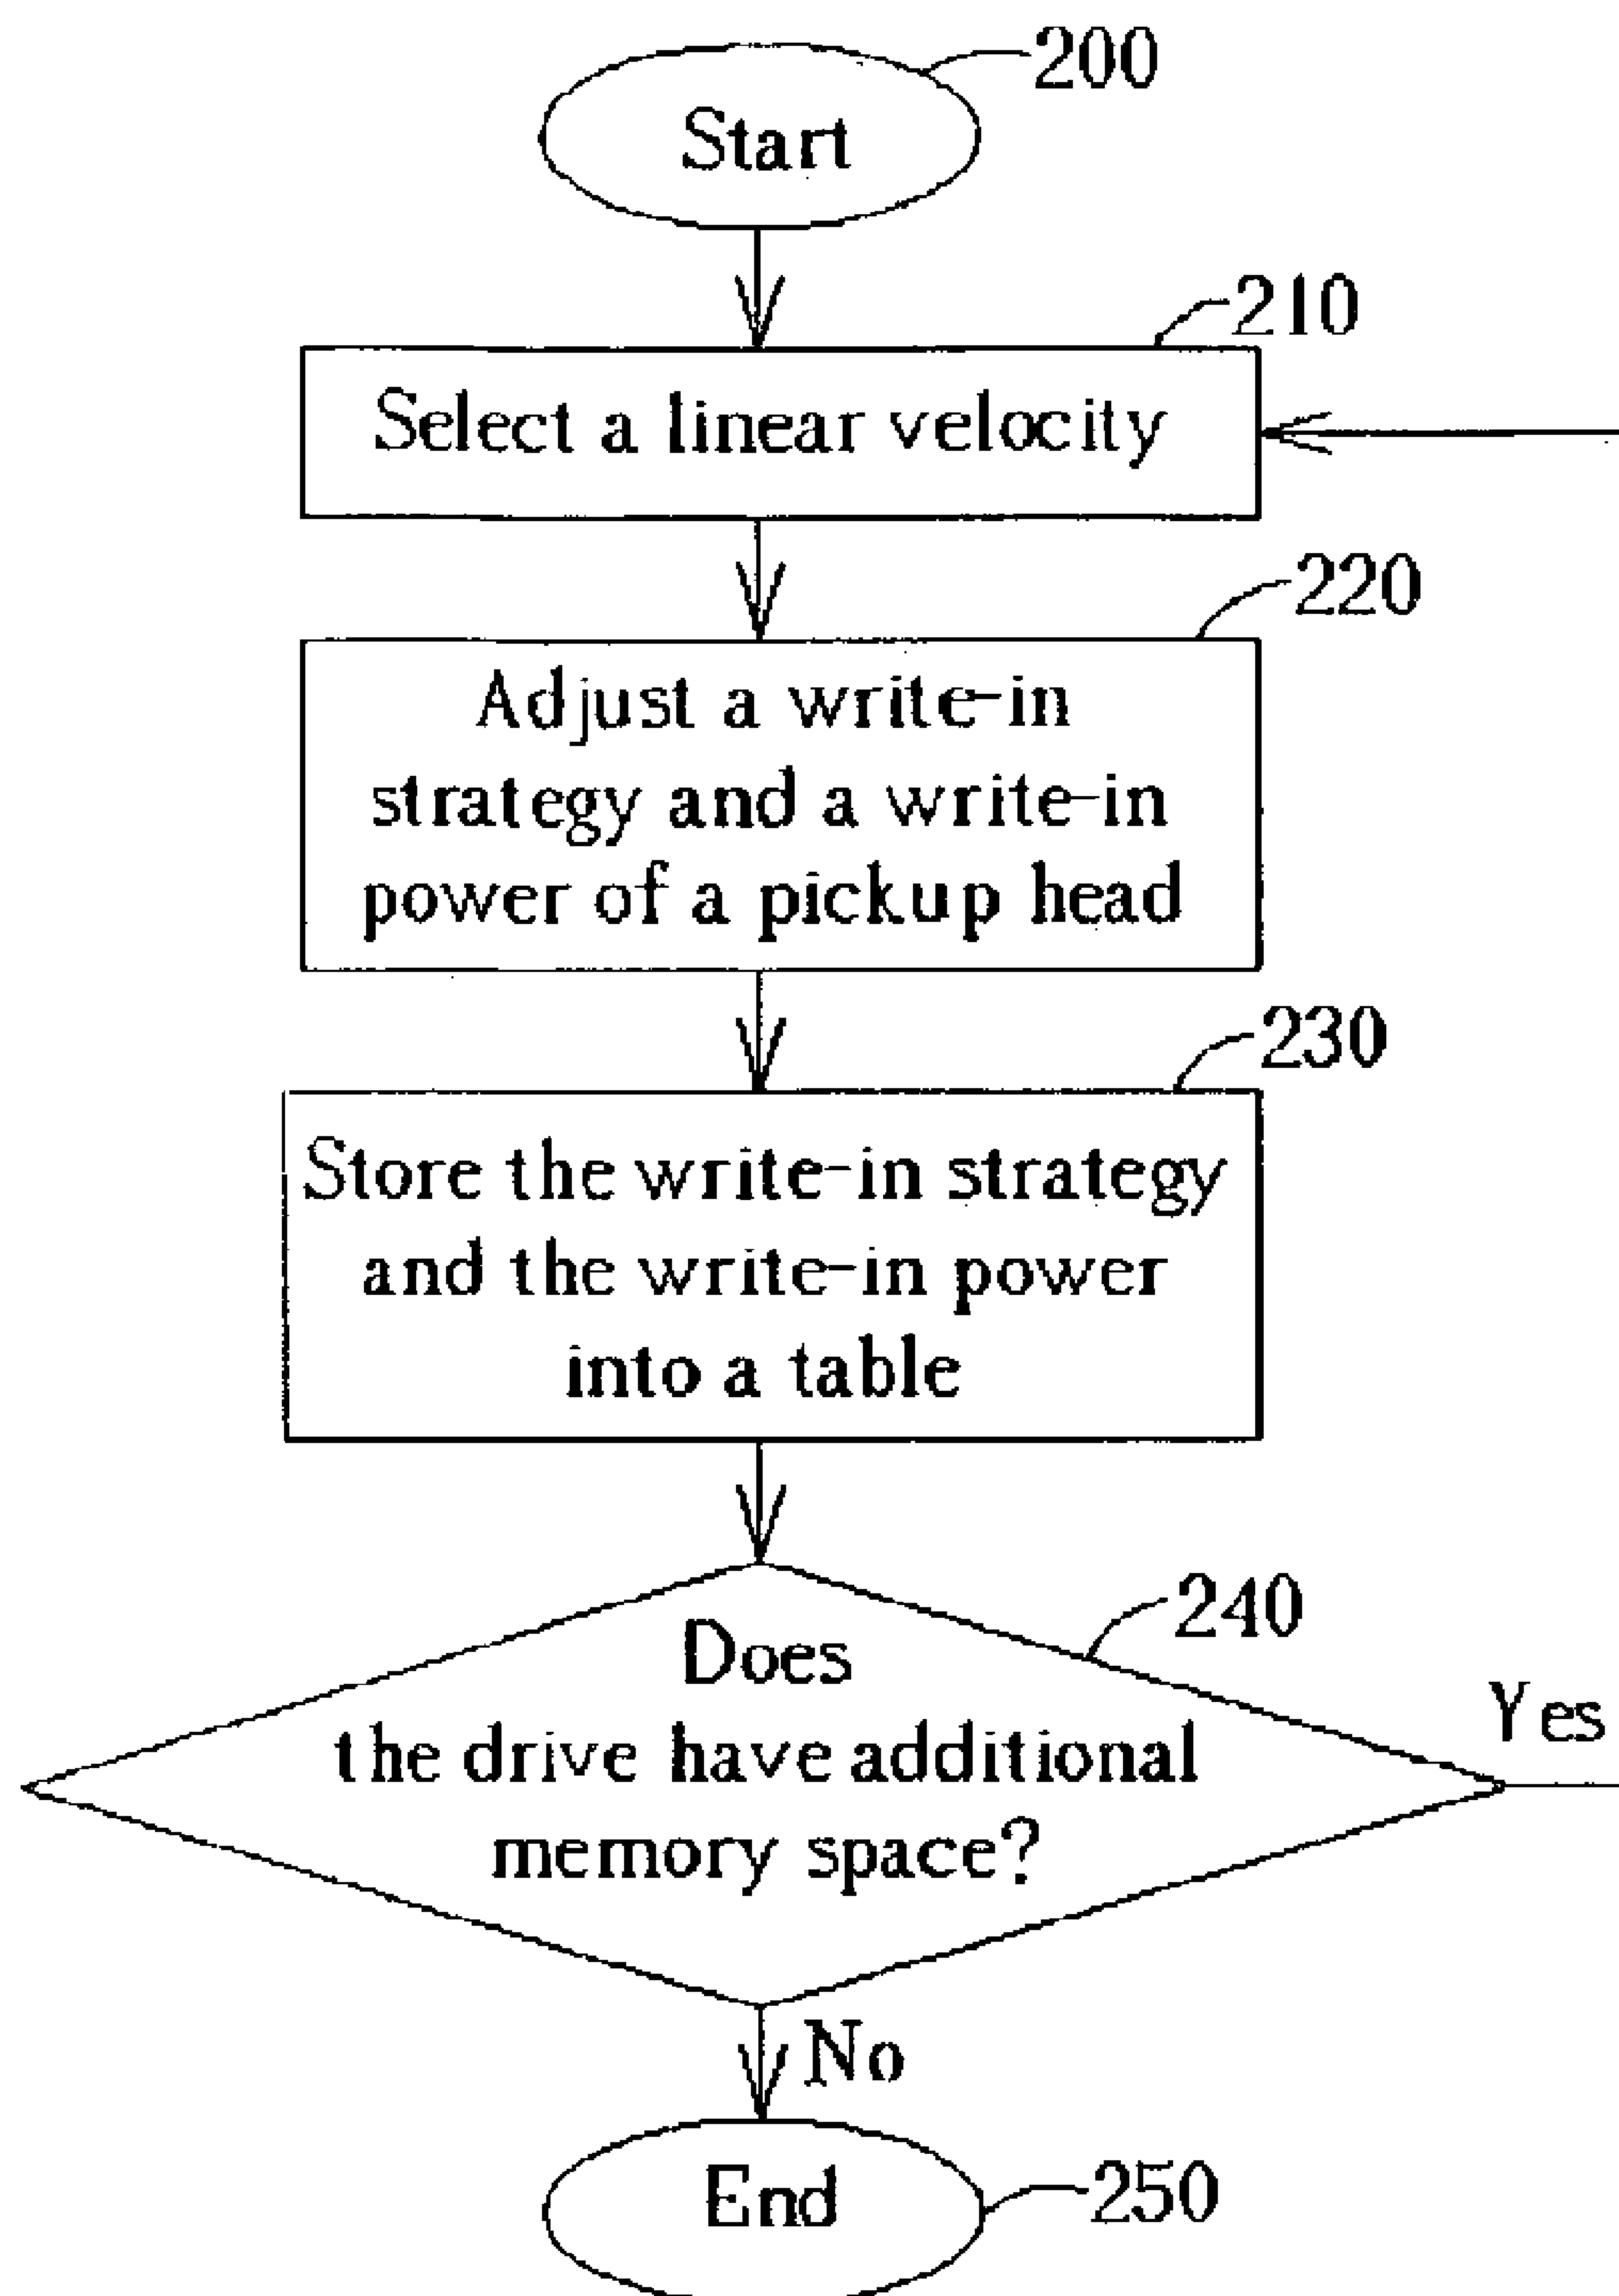 200
Start
210
Select a linear velocity
220
Adjust a write-in
strategy and a write-in
power of a pickup head
230
Store the write-in strategy
and the write-in power
into a table
240
Does
the drive have additional
memory space?
Yes
No
End
250